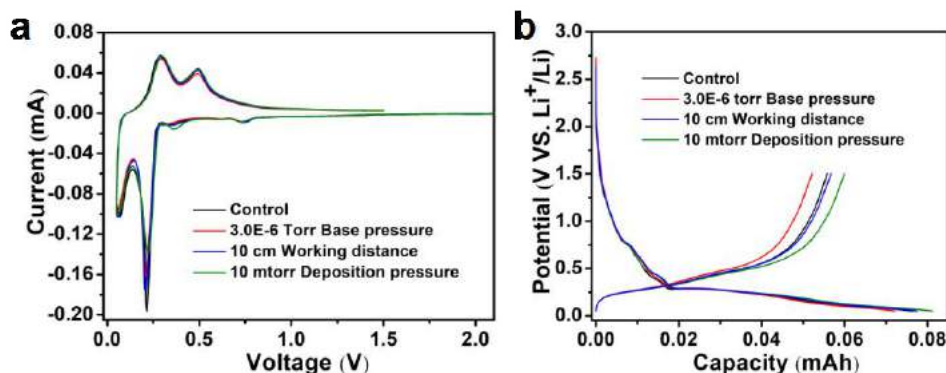 a
0.08
0.04
0.00
-0.04
-0.08
-0.12
-0.16
-0.20
Current (mA)
Control
3.0E-6 Torr Base pressure
10 cm Working distance
10 mtorr Deposition pressure
0.0 0.5 1.0 1.5 2.0
Voltage (V)
b
3.0
2.5
2.0
1.5
1.0
0.5
0.0
Potential (V VS. Li⁺/Li)
Control
3.0E-6 torr Base pressure
10 cm Working distance
10 mtorr Deposition pressure
0.00 0.02 0.04 0.06 0.08
Capacity (mAh)